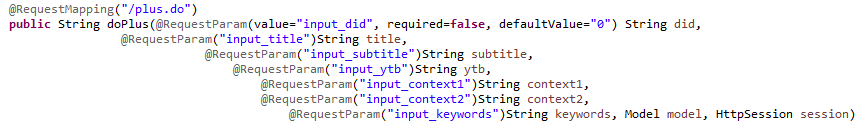 @RequestMapping("/plus.do")
public String doPlus(@RequestParam(value="input_did", required=false, defaultValue="0") String did,
@RequestParam("input_title")String title,
@RequestParam("input_subtitle")String subtitle,
@RequestParam("input_ytb")String ytb,
@RequestParam("input_context1")String context1,
@RequestParam("input_context2")String context2,
@RequestParam("input_keywords")String keywords, Model model, HttpSession session)